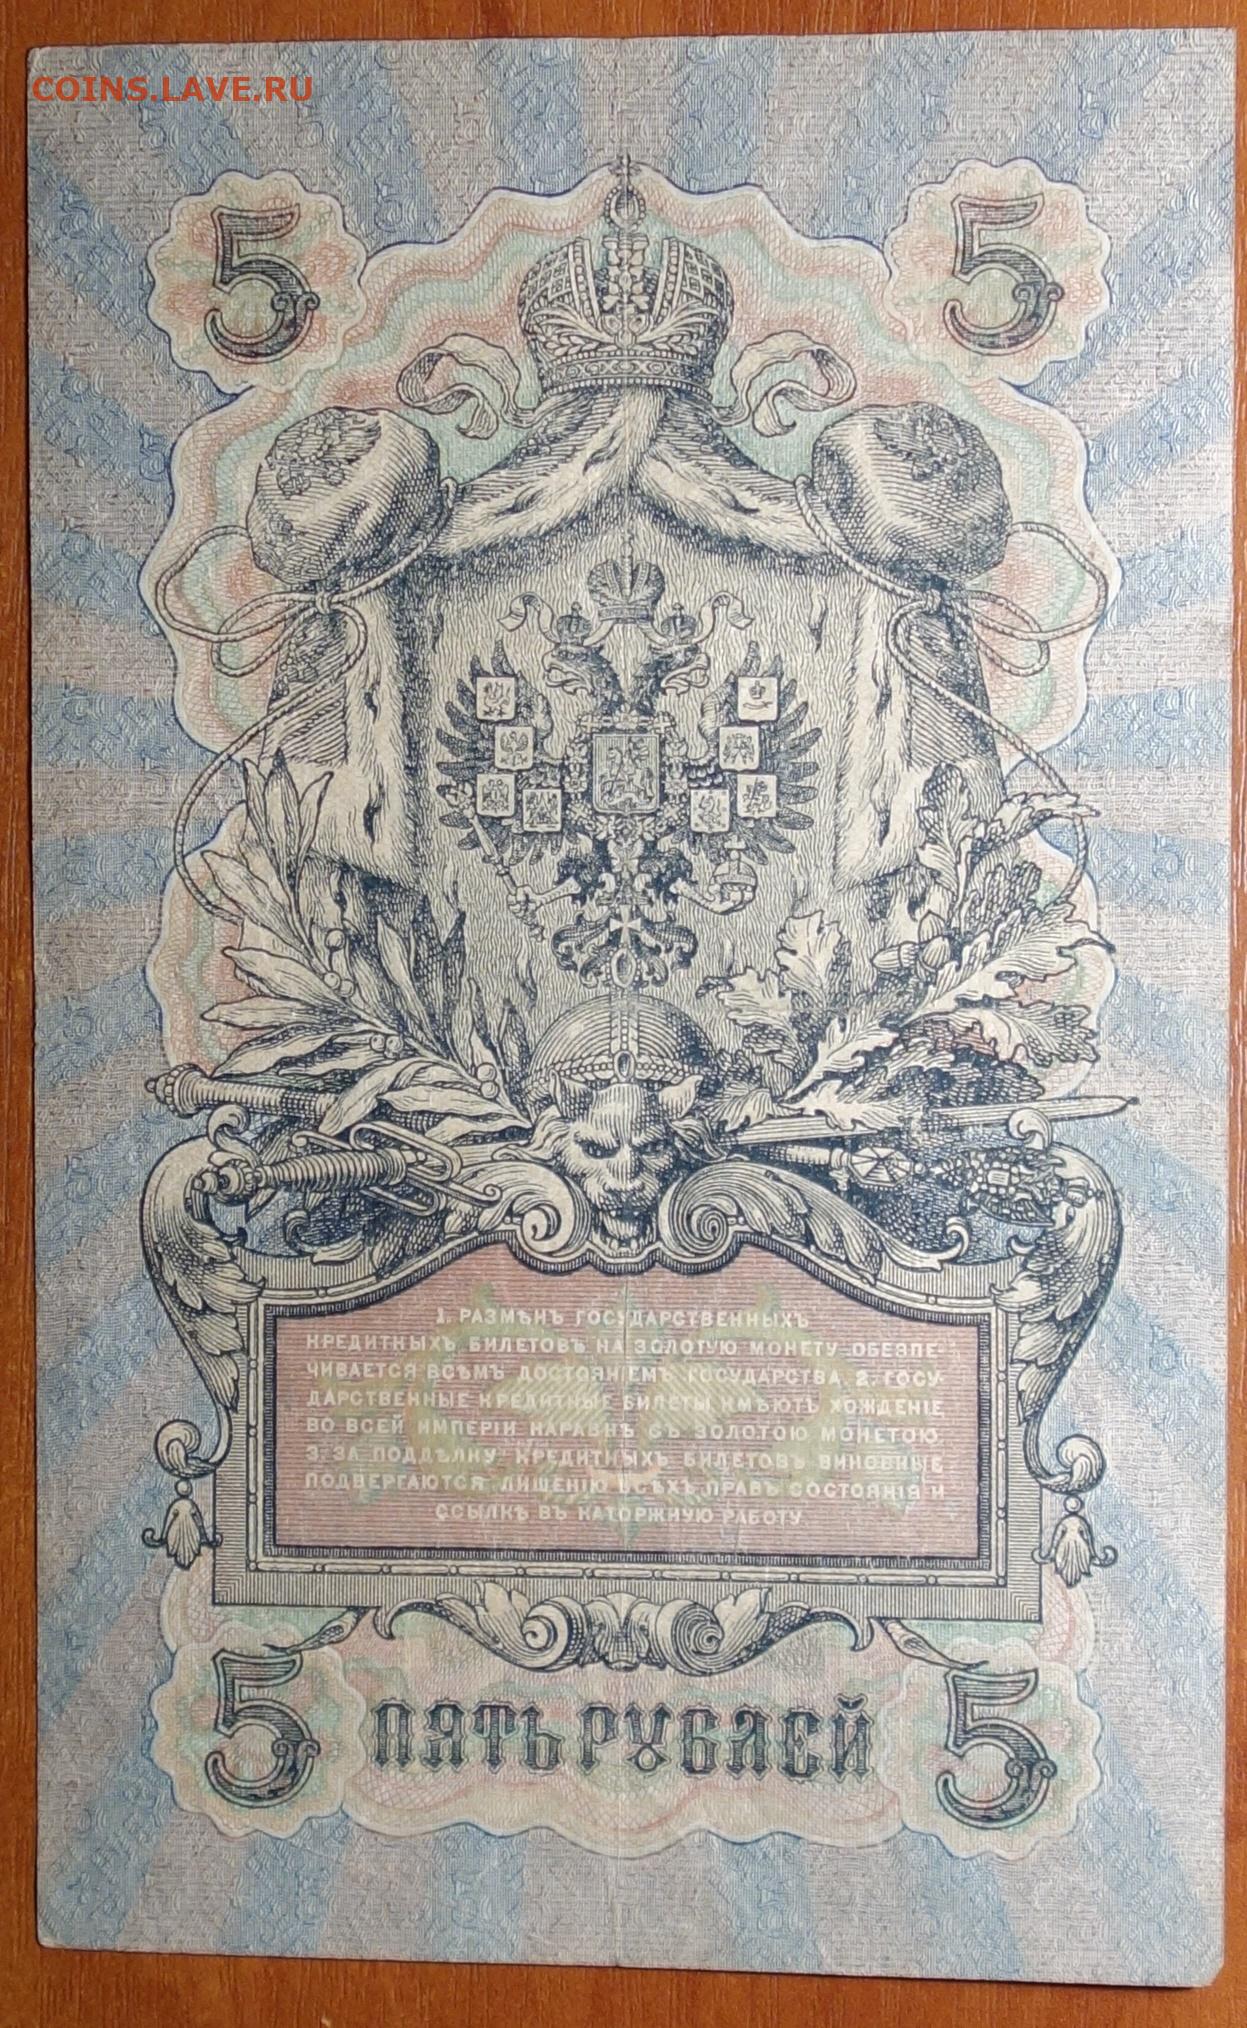 COINS.LAVE.RU
5 5
1. РАЗМѢНЪ ГОСУДАРСТВЕННЫХЪ
КРЕДИТНЫХЪ БИЛЕТОВЪ НА ЗОЛОТУЮ МОНЕТУ ОБЕЗПЕ-
ЧИВАЕТСЯ ВСѢМЪ ДОСТОЯНІЕМЪ ГОСУДАРСТВА. 2. ГОСУ-
ДАРСТВЕННЫЕ КРЕДИТНЫЕ БИЛЕТЫ ИМѢЮТЪ ХОЖДЕНІЕ
ВО ВСЕЙ ИМПЕРІИ НАРАВНѢ СЪ ЗОЛОТОЮ МОНЕТОЮ.
3. ЗА ПОДДѢЛКУ КРЕДИТНЫХЪ БИЛЕТОВЪ ВИНОВНЫЕ
ПОДВЕРГАЮТСЯ ЛИШЕНІЮ ВСѢХЪ ПРАВЪ СОСТОЯНІЯ И
ССЫЛКѢ ВЪ КАТОРЖНУЮ РАБОТУ
5 ПЯТЬ РУБЛЕЙ 5